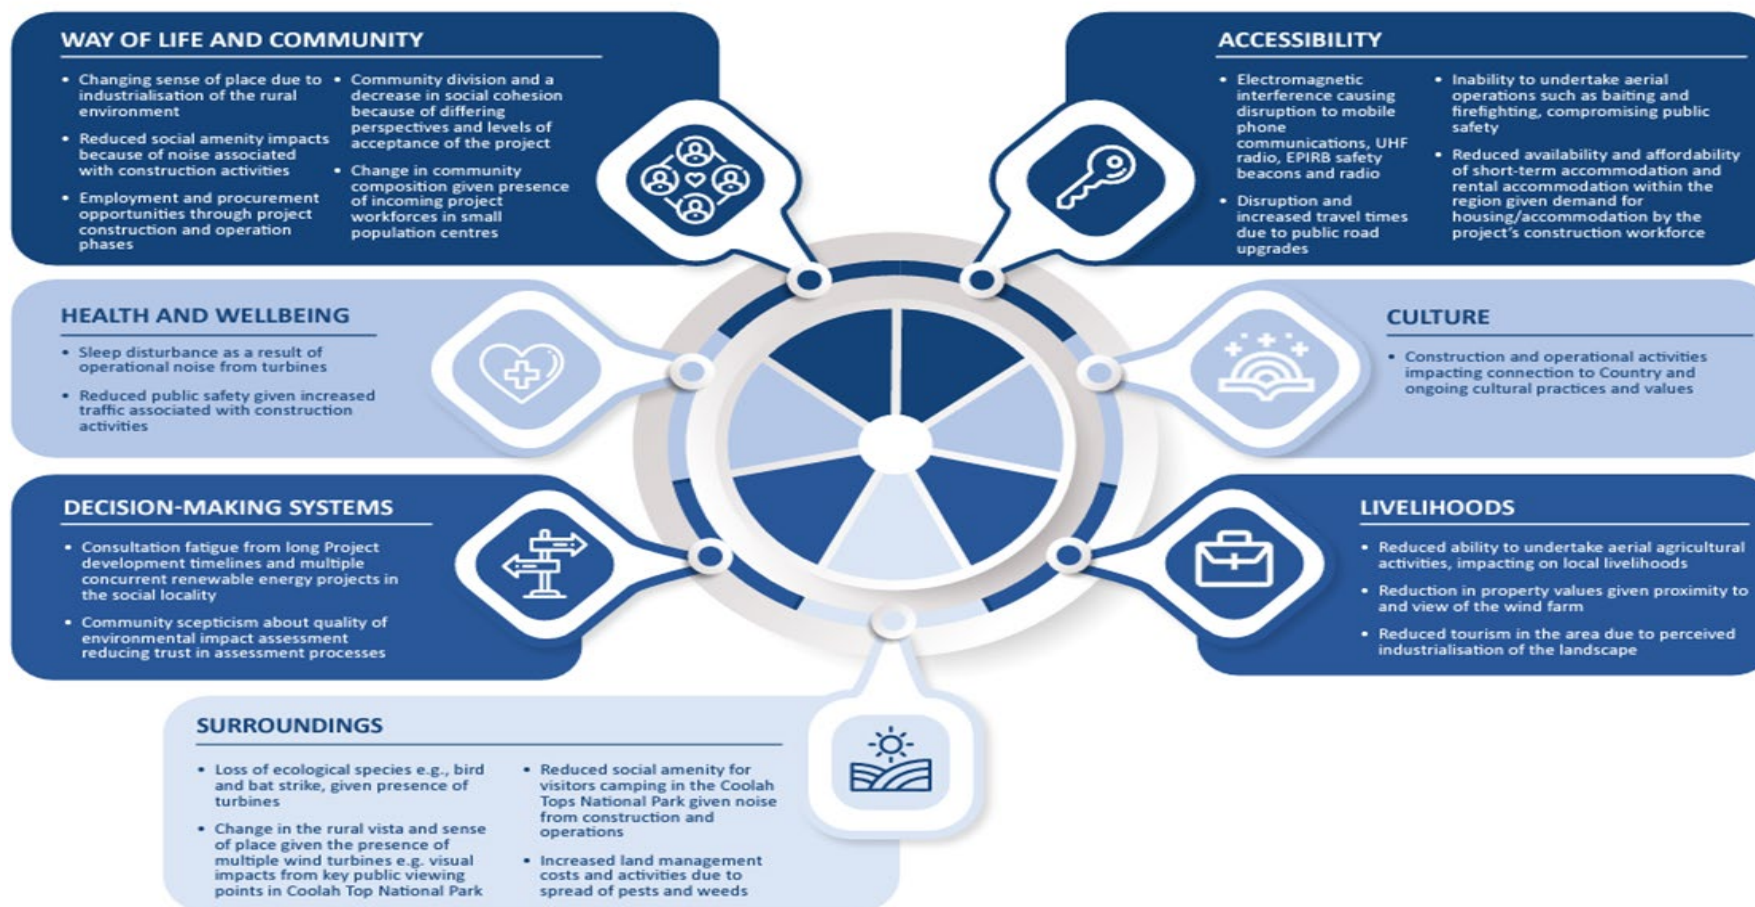 WAY OF LIFE AND COMMUNITY
• Changing sense of place due to
industrialisation of the rural
environment
• Reduced social amenity impacts
because of noise associated
with construction activities
• Employment and procurement
opportunities through project
construction and operation
phases
• Community division and a
decrease in social cohesion
because of differing
perspectives and levels of
acceptance of the project
• Change in community
composition given presence
of incoming project
workforces in small
population centres
ACCESSIBILITY
• Electromagnetic
interference causing
disruption to mobile
phone
communications, UHF
radio, EPIRB safety
beacons and radio
• Disruption and
increased travel times
due to public road
upgrades
• Inability to undertake aerial
operations such as baiting and
firefighting, compromising public
safety
• Reduced availability and affordability
of short-term accommodation and
rental accommodation within the
region given demand for
housing/accommodation by the
project's construction workforce
HEALTH AND WELLBEING
• Sleep disturbance as a result of
operational noise from turbines
• Reduced public safety given increased
traffic associated with construction
activities
CULTURE
• Construction and operational activities
impacting connection to Country and
ongoing cultural practices and values
DECISION-MAKING SYSTEMS
• Consultation fatigue from long Project
development timelines and multiple
concurrent renewable energy projects in
the social locality
• Community scepticism about quality of
environmental impact assessment
reducing trust in assessment processes
LIVELIHOODS
• Reduced ability to undertake aerial agricultural
activities, impacting on local livelihoods
• Reduction in property values given proximity to
and view of the wind farm
• Reduced tourism in the area due to perceived
industrialisation of the landscape
SURROUNDINGS
• Loss of ecological species e.g., bird
and bat strike, given presence of
turbines
• Change in the rural vista and sense
of place given the presence of
multiple wind turbines e.g. visual
impacts from key public viewing
points in Coolah Top National Park
• Reduced social amenity for
visitors camping in the Coolah
Tops National Park given noise
from construction and
operations
• Increased land management
costs and activities due to
spread of pests and weeds